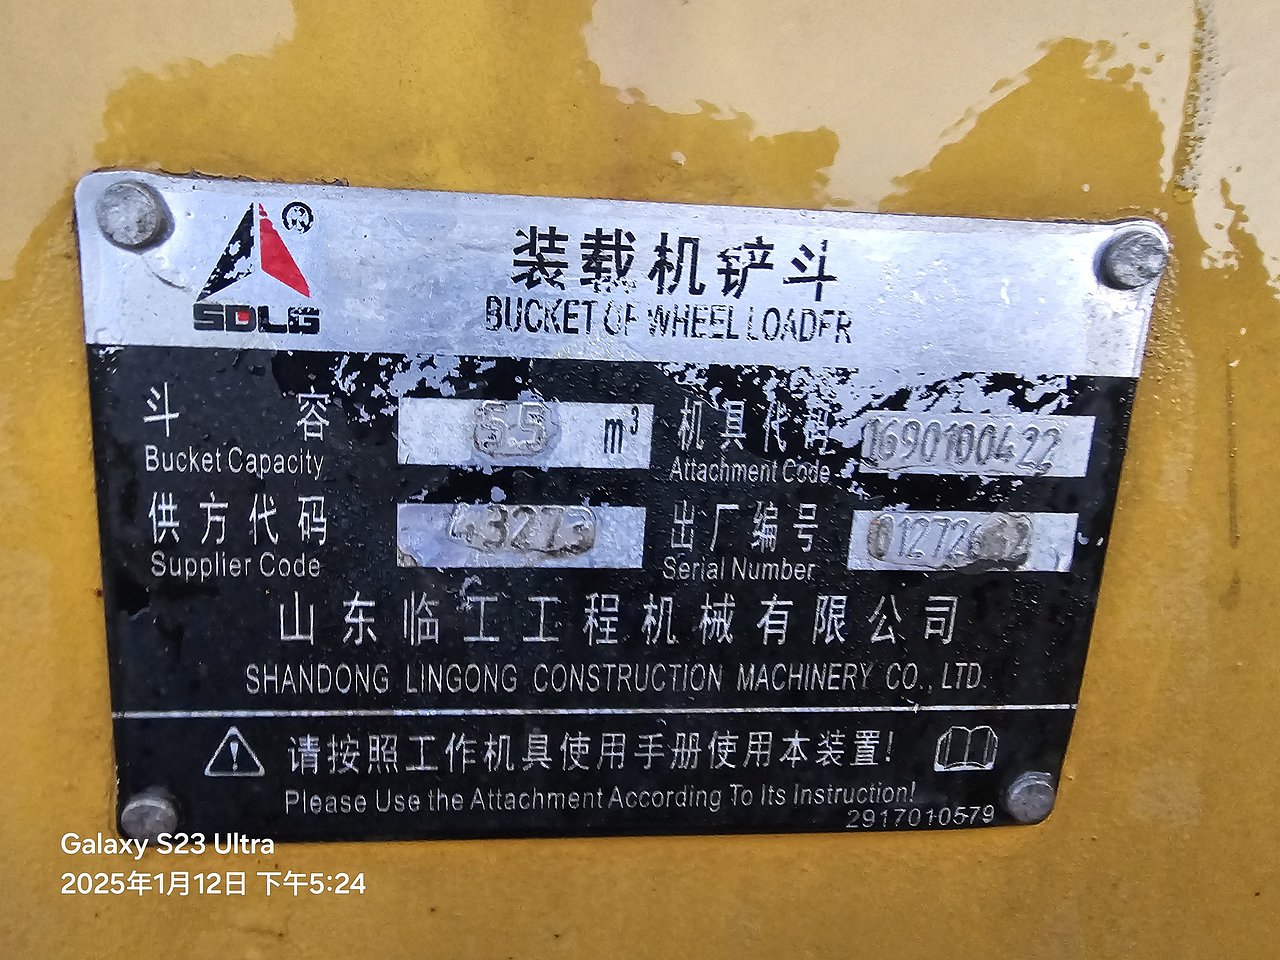 SDLG
装载机铲斗
BUCKET OF WHEEL LOADER
斗容 5.5 m³
Bucket Capacity
机具代码 1690100422
Attachment Code
供方代码 43273
Supplier Code
出厂编号
Serial Number
山东临工工程机械有限公司
SHANDONG LINGONG CONSTRUCTION MACHINERY CO., LTD.
请按照工作机具使用手册使用本装置!
Please Use the Attachment According To Its Instruction!
2917010579
Galaxy S23 Ultra
2025年1月12日 下午5:24